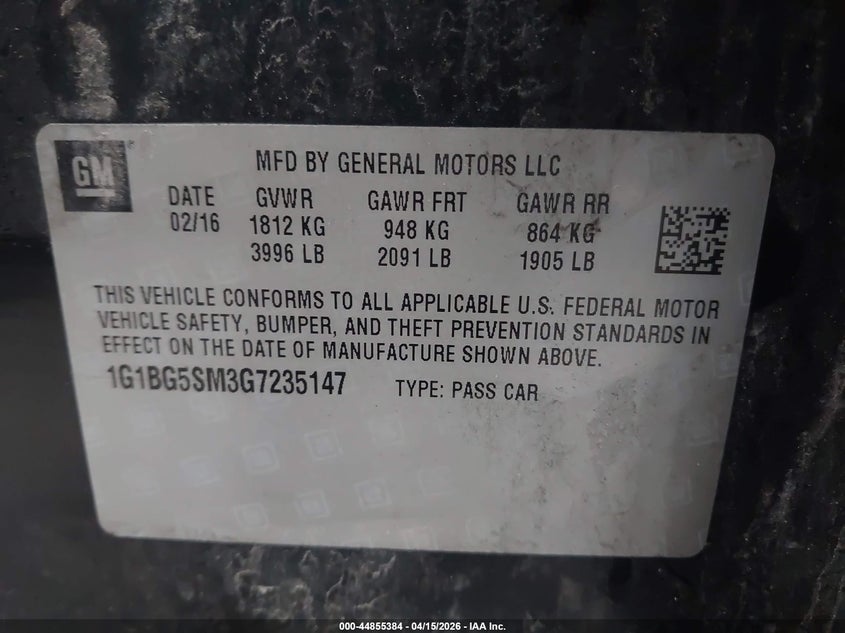 GM
MFD BY GENERAL MOTORS LLC
DATE GVWR GAWR FRT GAWR RR
02/16 1812 KG 948 KG 864 KG
3996 LB 2091 LB 1905 LB
THIS VEHICLE CONFORMS TO ALL APPLICABLE U.S. FEDERAL MOTOR
VEHICLE SAFETY, BUMPER, AND THEFT PREVENTION STANDARDS IN
EFFECT ON THE DATE OF MANUFACTURE SHOWN ABOVE.
1G1BG5SM3G7235147 TYPE: PASS CAR
000-44855384 - 04/15/2026 - IAA Inc.